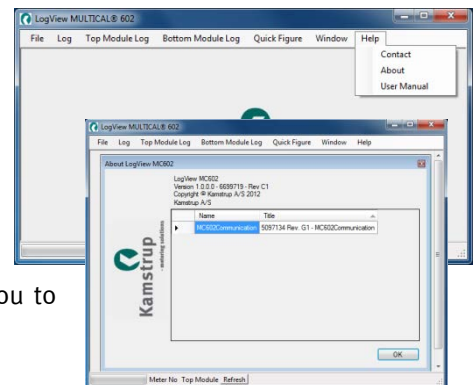 LogView MULTICAL® 602
File Log Top Module Log Bottom Module Log Quick Figure Window Help
Contact
About
User Manual
LogView MULTICAL® 602
File Log Top Module Log Bottom Module Log Quick Figure Window Help
About LogView MC602
LogView MC602
Version 1.0.0.0 - 6699719 - Rev C1
Copyright © Kamstrup A/S 2012
Kamstrup A/S
Name Title
MC602Communication 5097134 Rev. G1 - MC602Communication
Kamstrup
- metering solutions
OK
Meter No Top Module Refresh
ou to